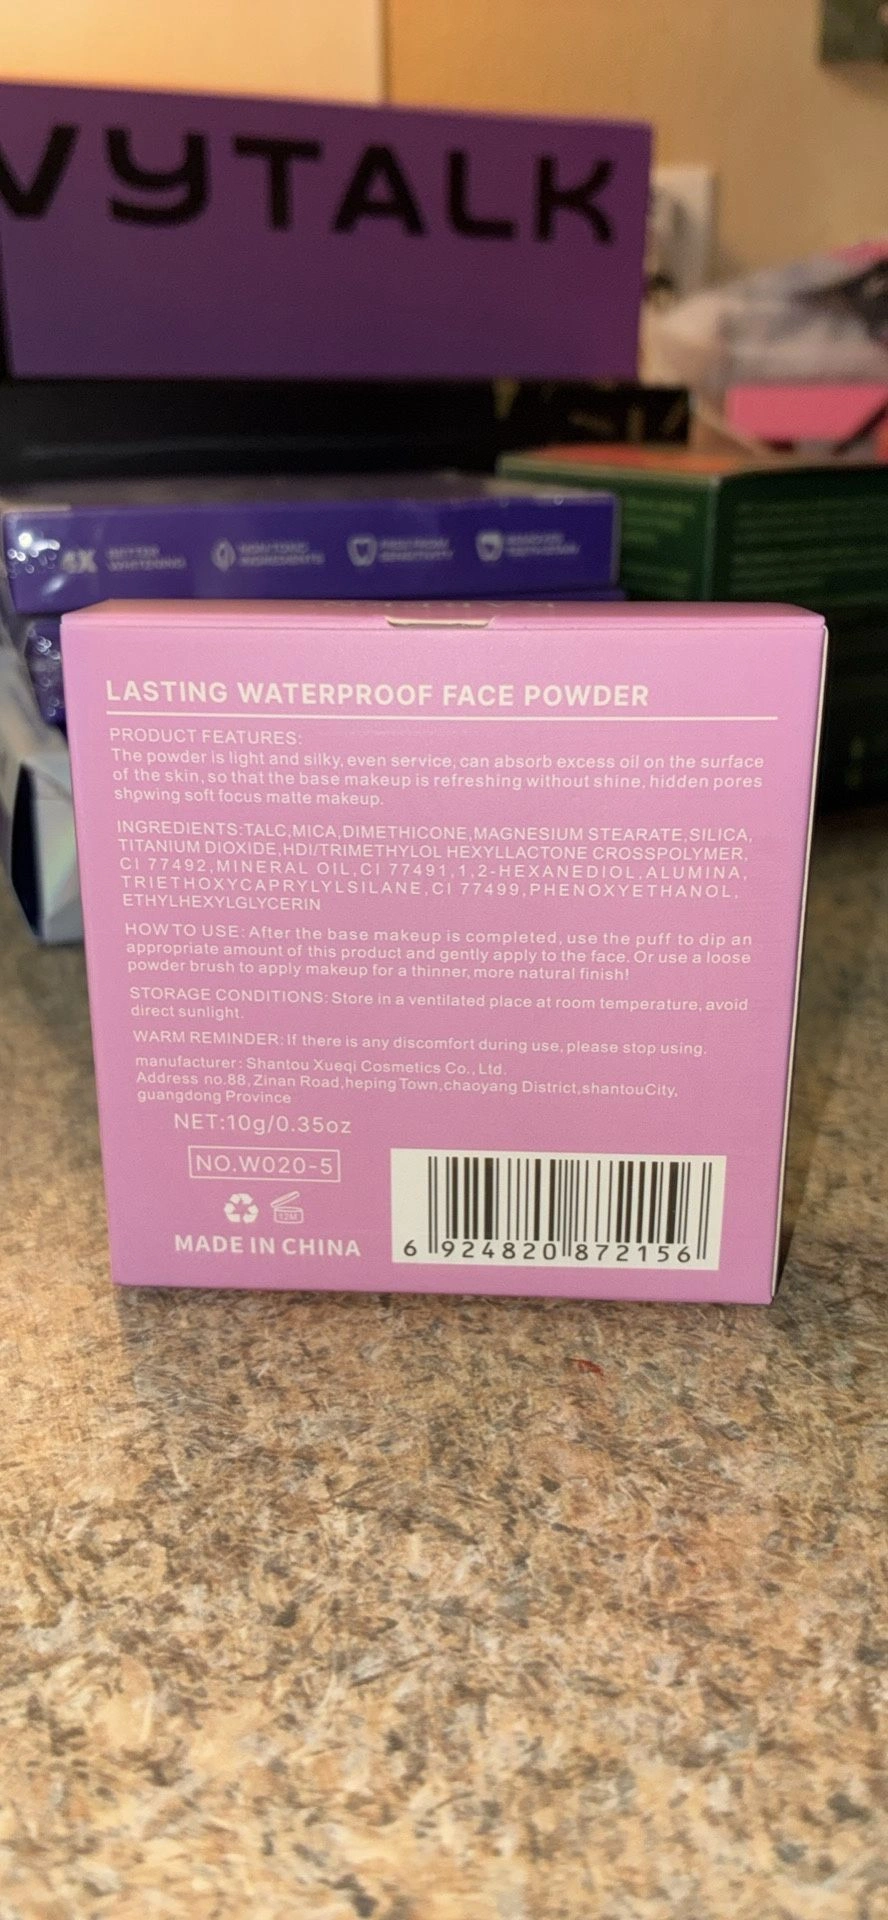 VYTALK
LASTING WATERPROOF FACE POWDER
PRODUCT FEATURES:
The powder is light and silky, even service, can absorb excess oil on the surface
of the skin, so that the base makeup is refreshing without shine, hidden pores
showing soft focus matte makeup.
INGREDIENTS:TALC,MICA,DIMETHICONE,MAGNESIUM STEARATE,SILICA,
TITANIUM DIOXIDE,HDI/TRIMETHYLOL HEXYLLACTONE CROSSPOLYMER,
CI 77492,MINERAL OIL,CI 77491,1,2-HEXANEDIOL,ALUMINA,
TRIETHOXYCAPRYLYLSILANE,CI 77499,PHENOXYETHANOL,
ETHYLHEXYLGLYCERIN
HOW TO USE: After the base makeup is completed, use the puff to dip an
appropriate amount of this product and gently apply to the face. Or use a loose
powder brush to apply makeup for a thinner, more natural finish!
STORAGE CONDITIONS: Store in a ventilated place at room temperature, avoid
direct sunlight.
WARM REMINDER: If there is any discomfort during use, please stop using.
manufacturer: Shantou Xueqi Cosmetics Co., Ltd.
Address no.88, Zinan Road,heping Town,chaoyang District,shantouCity,
guangdong Province
NET:10g/0.35oz
NO.W020-5
12M
MADE IN CHINA
6 924820 872156